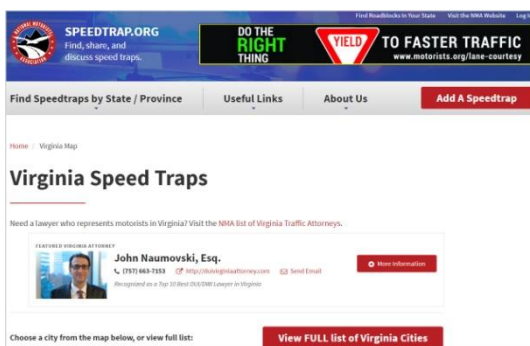 Find Roadblocks in Your State Visit the NMA Website Log
NATIONAL MOTORISTS ASSOCIATION
SPEEDTRAP.ORG
Find, share, and
discuss speed traps.
DO THE
RIGHT
THING
YIELD
TO FASTER TRAFFIC
www.motorists.org/lane-courtesy
Find Speedtraps by State / Province Useful Links About Us Add A Speedtrap
Home / Virginia Map
Virginia Speed Traps
Need a lawyer who represents motorists in Virginia? Visit the NMA list of Virginia Traffic Attorneys.
FEATURED VIRGINIA ATTORNEY
John Naumovski, Esq.
(757) 663-7153 http://duivirginiaattorney.com Send Email
Recognized as a Top 10 Best DUI/DWI Lawyer in Virginia
More Information
Choose a city from the map below, or view full list: View FULL list of Virginia Cities